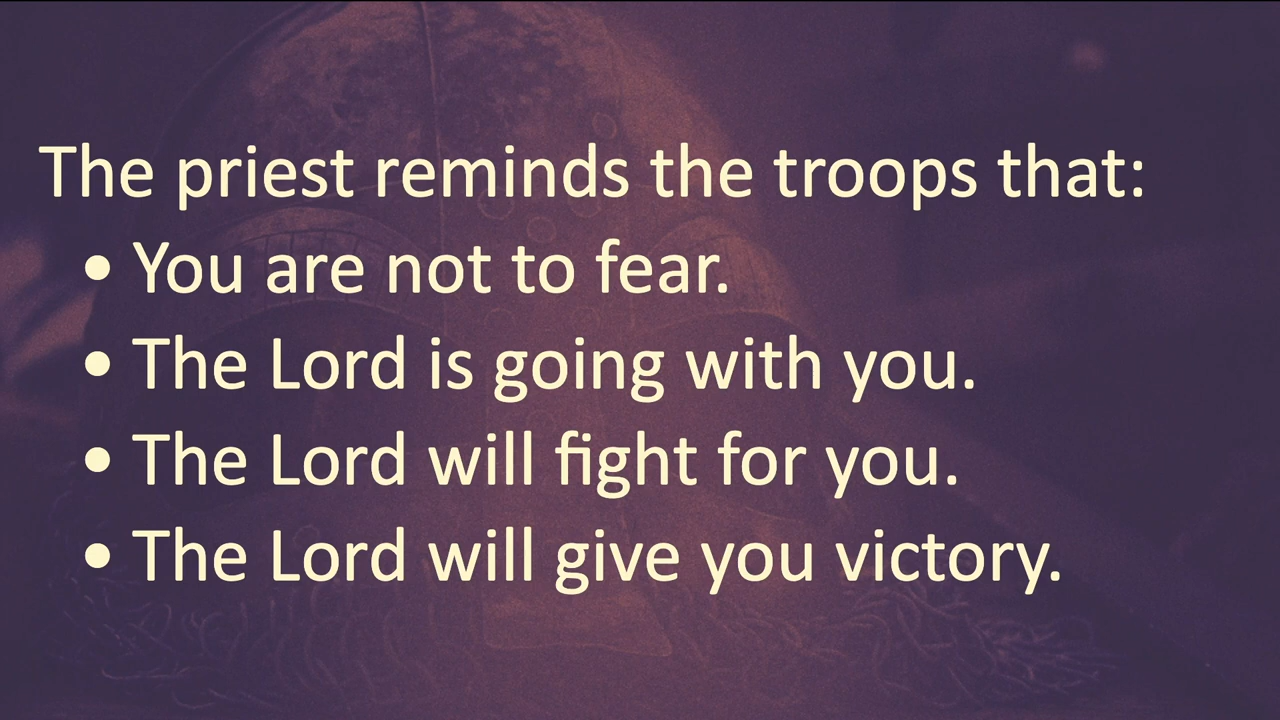 The priest reminds the troops that:
• You are not to fear.
• The Lord is going with you.
• The Lord will fight for you.
• The Lord will give you victory.